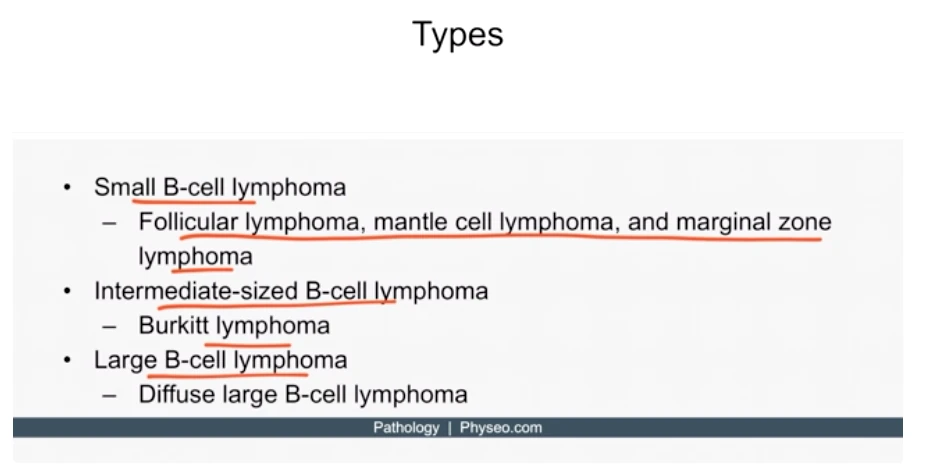 Types
• Small B-cell lymphoma
– Follicular lymphoma, mantle cell lymphoma, and marginal zone
lymphoma
• Intermediate-sized B-cell lymphoma
– Burkitt lymphoma
• Large B-cell lymphoma
– Diffuse large B-cell lymphoma
Pathology | Physeo.com